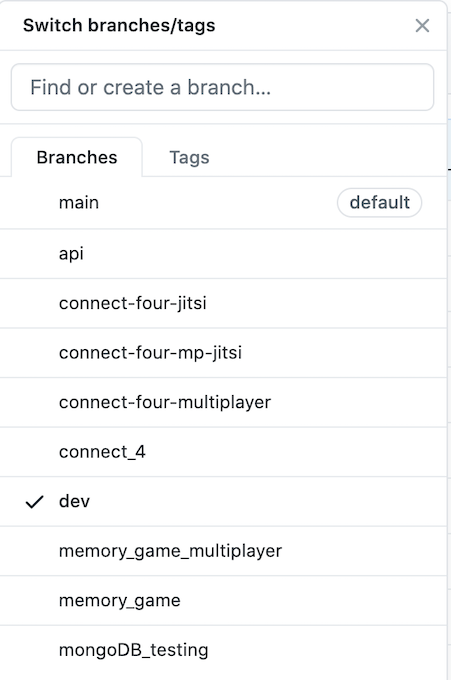 Switch branches/tags
Find or create a branch...
Branches Tags
main default
api
connect-four-jitsi
connect-four-mp-jitsi
connect-four-multiplayer
connect_4
dev
memory_game_multiplayer
memory_game
mongoDB_testing